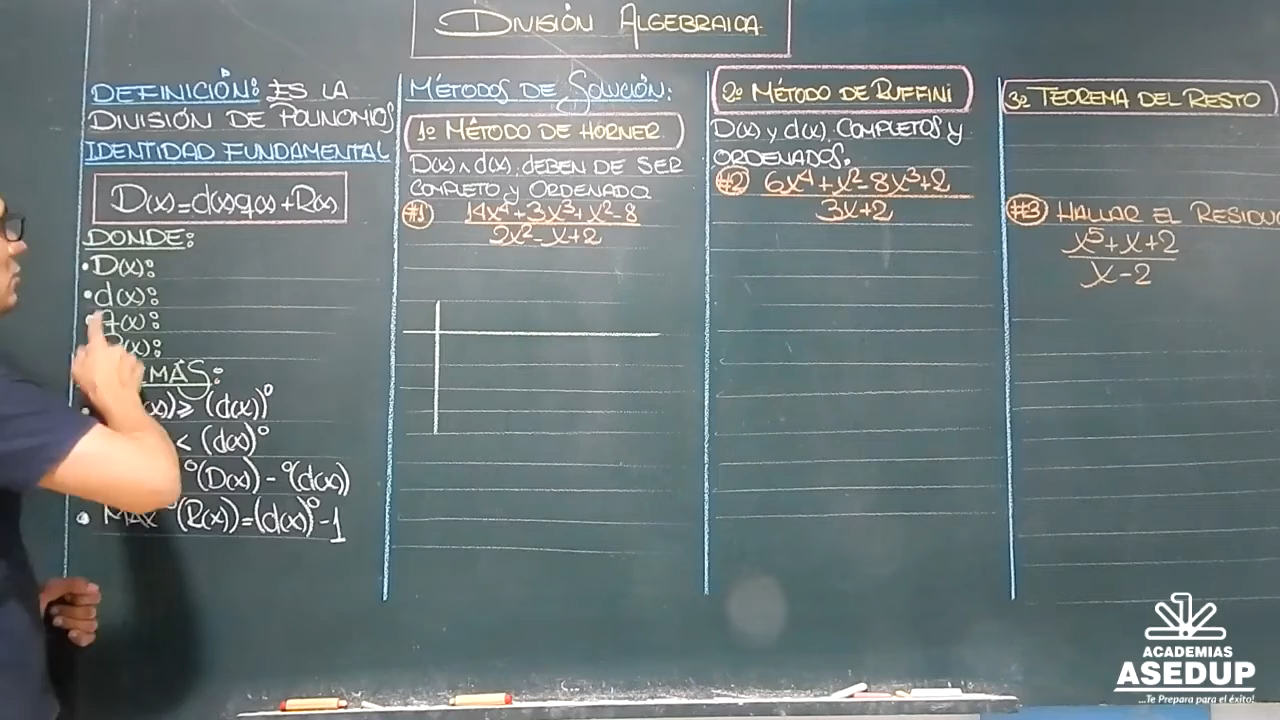 DIVISIÓN ALGEBRAICA
DEFINICIÓN: ES LA
DIVISIÓN DE POLINOMIOS
IDENTIDAD FUNDAMENTAL
D(x)=d(x)q(x)+R(x)
DONDE:
• D(x):
• d(x):
(x):
(x):
MÁS:
(x)≥ (d(x))°
< (d(x))°
°(D(x)) - °(d(x))
• MAX °(R(x))=(d(x))°-1
MÉTODOS DE SOLUCIÓN:
1º MÉTODO DE HORNER
D(x) ∧ d(x). DEBEN DE SER
COMPLETO y ORDENADO
#1 14x⁴+3x³+x²-8
2x²-x+2
2º MÉTODO DE RUFFINI
D(x) y d(x). COMPLETOS y
ORDENADOS.
#2 6x⁴+x²-8x³+2
3x+2
3º TEOREMA DEL RESTO
#3 HALLAR EL RESIDUO
x⁵+x+2
x-2
ACADEMIAS
ASEDUP
...Te Prepara para el éxito!